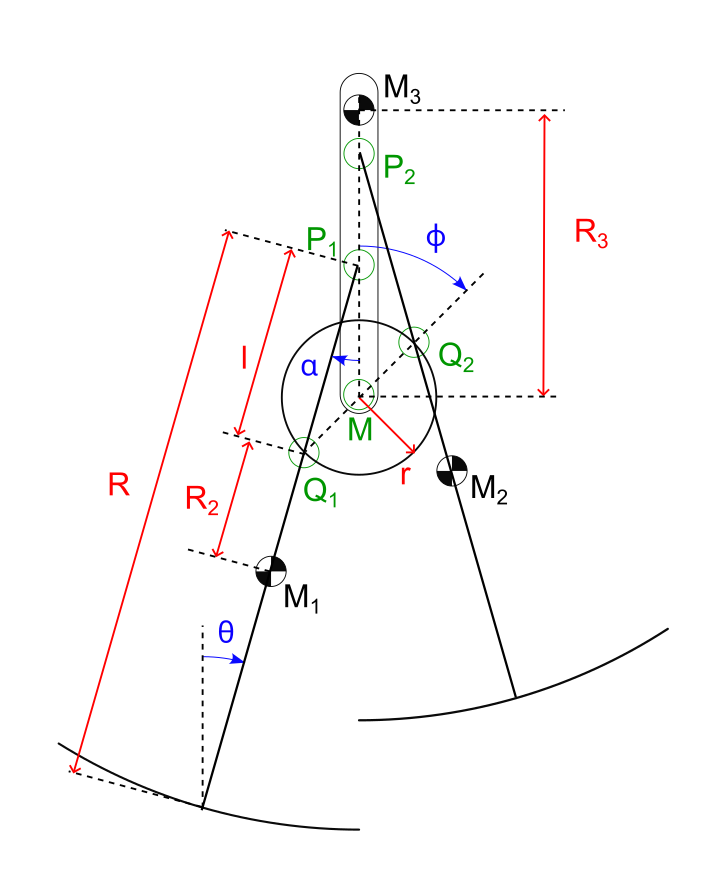 M₃
P₂
P₁
ϕ
R₃
l
α
Q₂
M
R
R₂
Q₁
r
M₂
M₁
θ